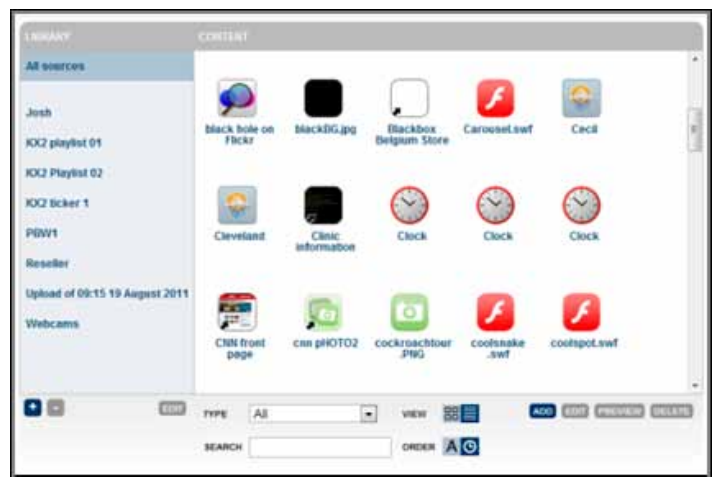 LIBRARY
CONTENT
All sources
Josh
KX2 playlist 01
KX2 Playlist 02
KX2 ticker 1
PBW1
Reseller
Upload of 09:15 19 August 2011
Webcams
black hole on
Flickr
blackBG.jpg
Blackbox
Belgium Store
Carousel.swf
Cecil
Cleveland
Clinic
information
Clock
Clock
Clock
CNN front
page
cnn pHOTO2
cockroachtour
.PNG
coolsnake
.swf
coolspot.swf
+
-
EDIT
TYPE
All
VIEW
ADD
EDIT
PREVIEW
DELETE
SEARCH
ORDER
A